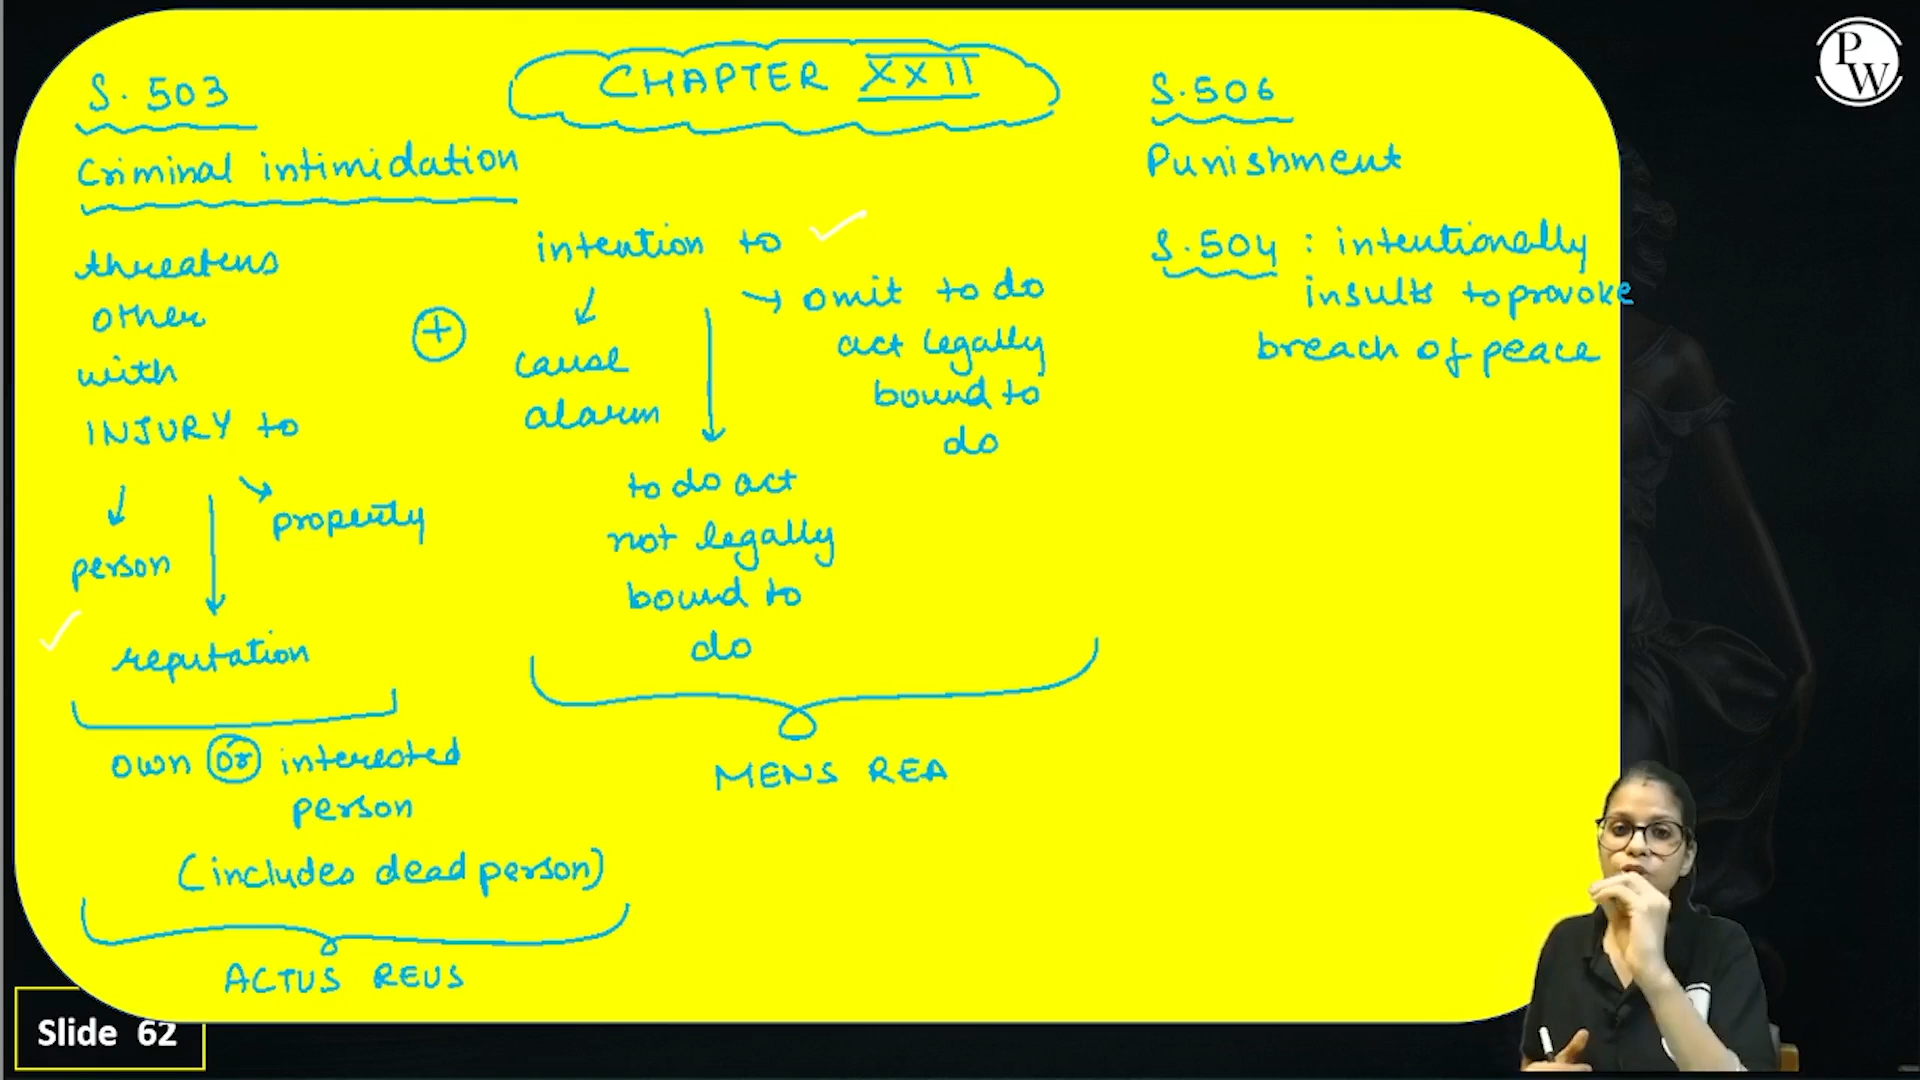 CHAPTER XXII
S. 503
Criminal intimidation
threatens
other
with
INJURY to
person
property
reputation
own or interested
person
(includes dead person)
ACTUS REUS
+
intention to
cause
alarm
to do act
not legally
bound to
do
omit to do
act legally
bound to
do
MENS REA
S. 506
Punishment
S. 504 : intentionally
insults to provoke
breach of peace
PW
Slide 62